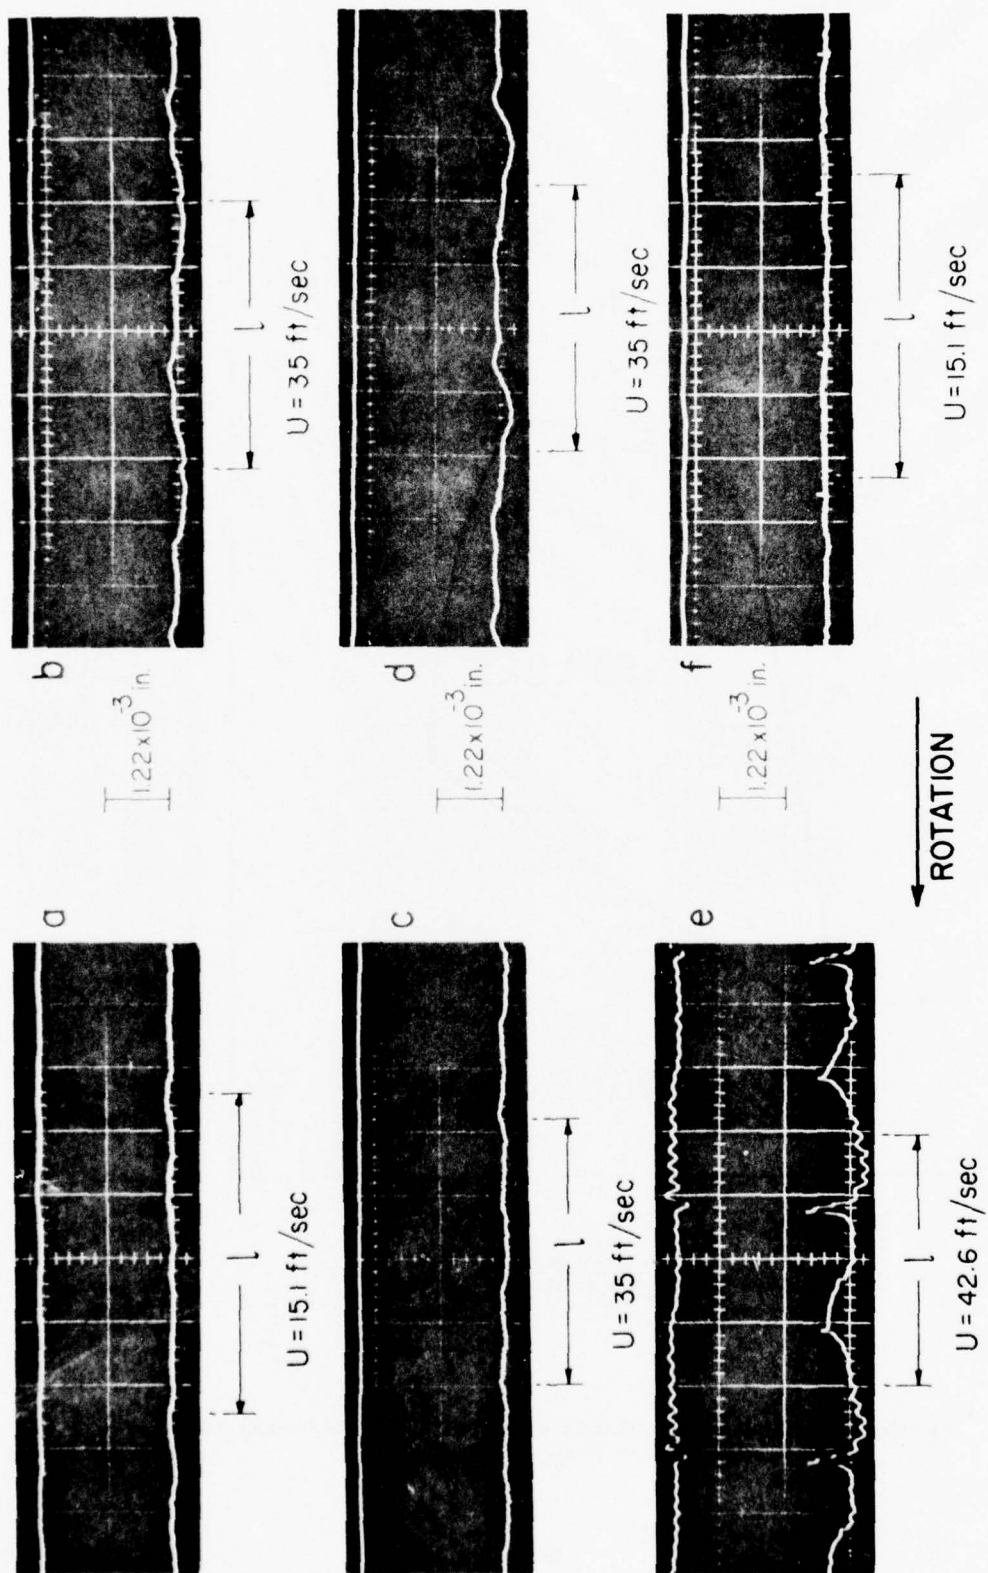 a
l
U = 15.1 ft/sec
b
1.22x10⁻³ in.
l
U = 35 ft/sec
c
l
U = 35 ft/sec
d
1.22x10⁻³ in.
l
U = 35 ft/sec
e
l
U = 42.6 ft/sec
f
1.22x10⁻³ in.
l
U = 15.1 ft/sec
ROTATION